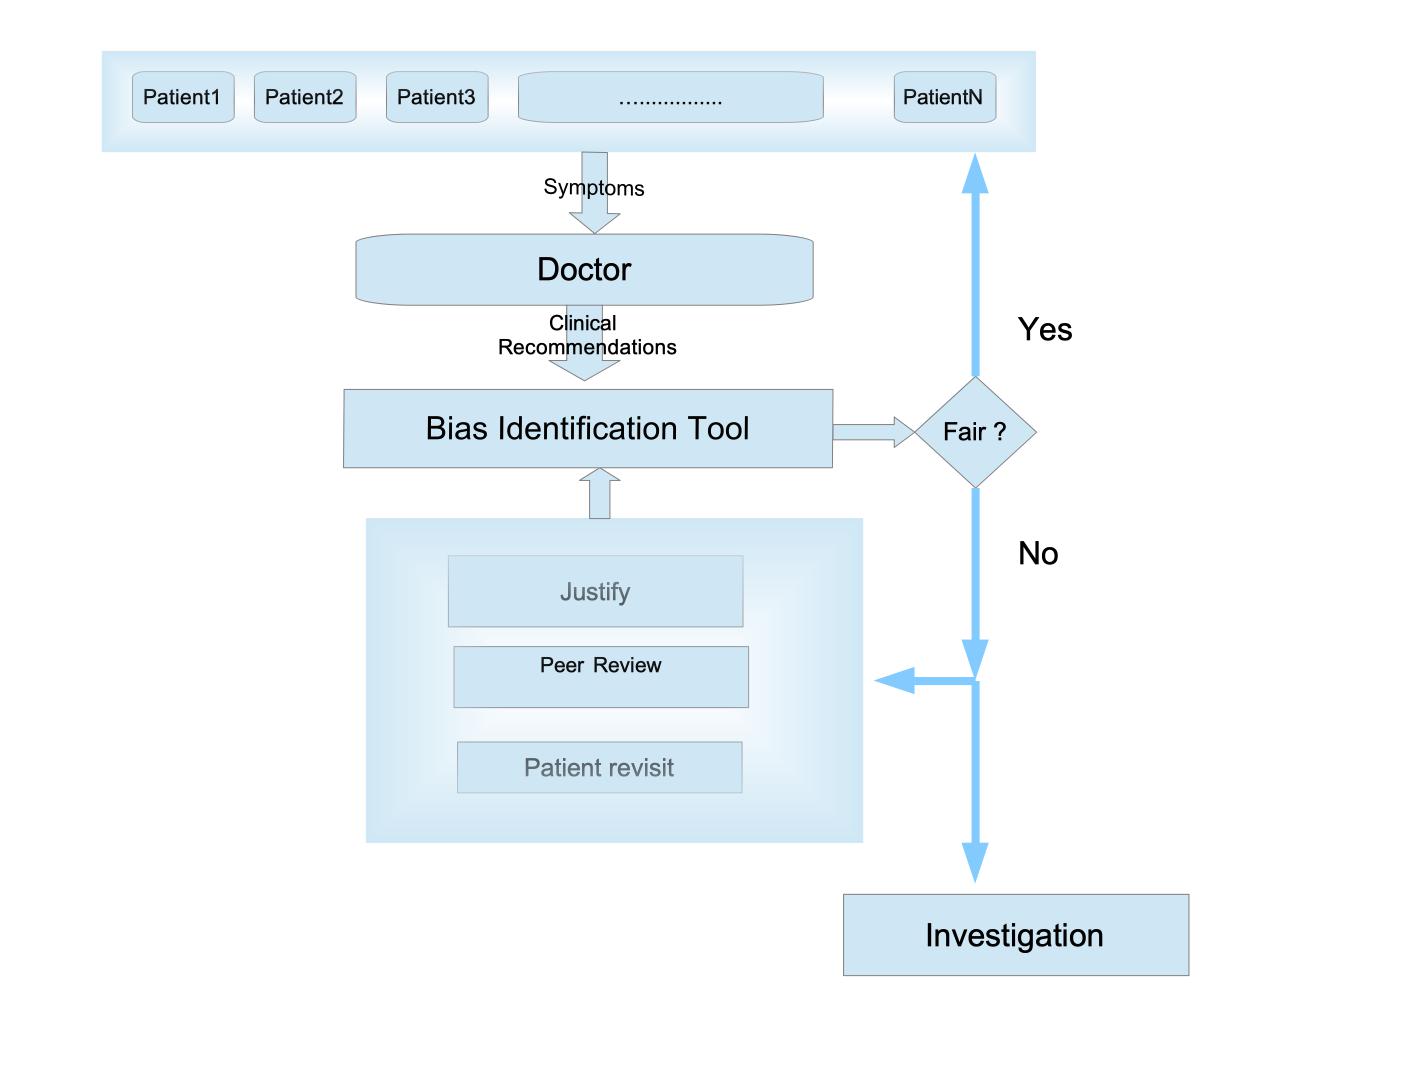 Patient1 Patient2 Patient3 ................ PatientN
Symptoms
Doctor
Clinical
Recommendations
Yes
Bias Identification Tool
Fair ?
No
Justify
Peer Review
Patient revisit
Investigation